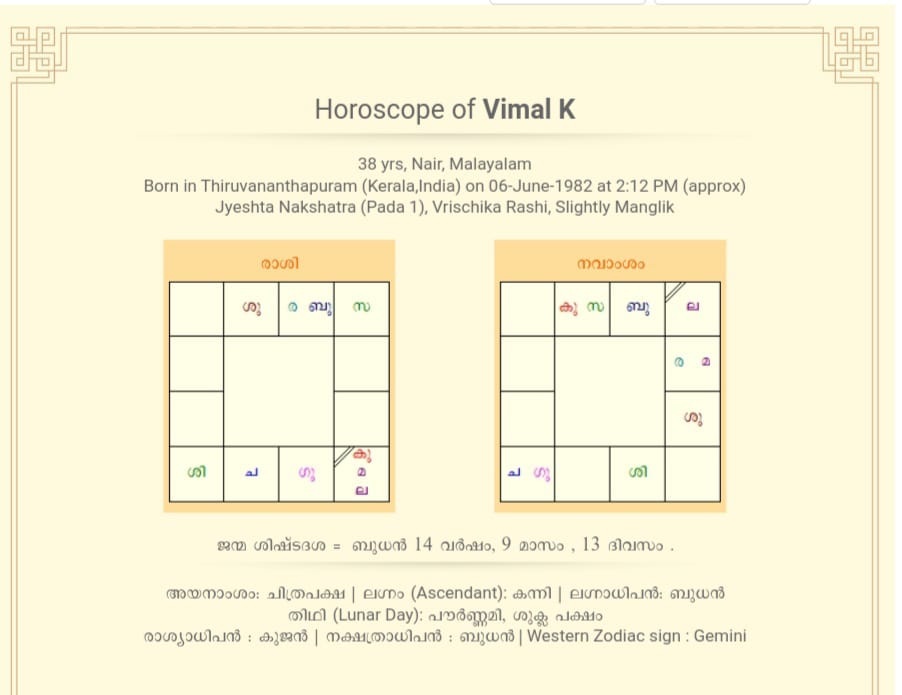 Horoscope of Vimal K
38 yrs, Nair, Malayalam
Born in Thiruvananthapuram (Kerala,India) on 06-June-1982 at 2:12 PM (approx)
Jyeshta Nakshatra (Pada 1), Vrischika Rashi, Slightly Manglik
രാശി
ശു
ര ബു
സ
കു
മ
ല
ശി
ച
ഗു
നവാംശം
കു സ
ബു
ല
ര മ
ശു
ച ഗു
ശി
ജന്മ ശിഷ്ടദശ = ബുധൻ 14 വർഷം, 9 മാസം , 13 ദിവസം .
അയനാംശം: ചിത്രപക്ഷ | ലഗ്നം (Ascendant): കന്നി | ലഗ്നാധിപൻ: ബുധൻ
തിഥി (Lunar Day): പൗർണ്ണമി, ശുക്ല പക്ഷം
രാശ്യാധിപൻ : കുജൻ | നക്ഷത്രാധിപൻ : ബുധൻ | Western Zodiac sign : Gemini